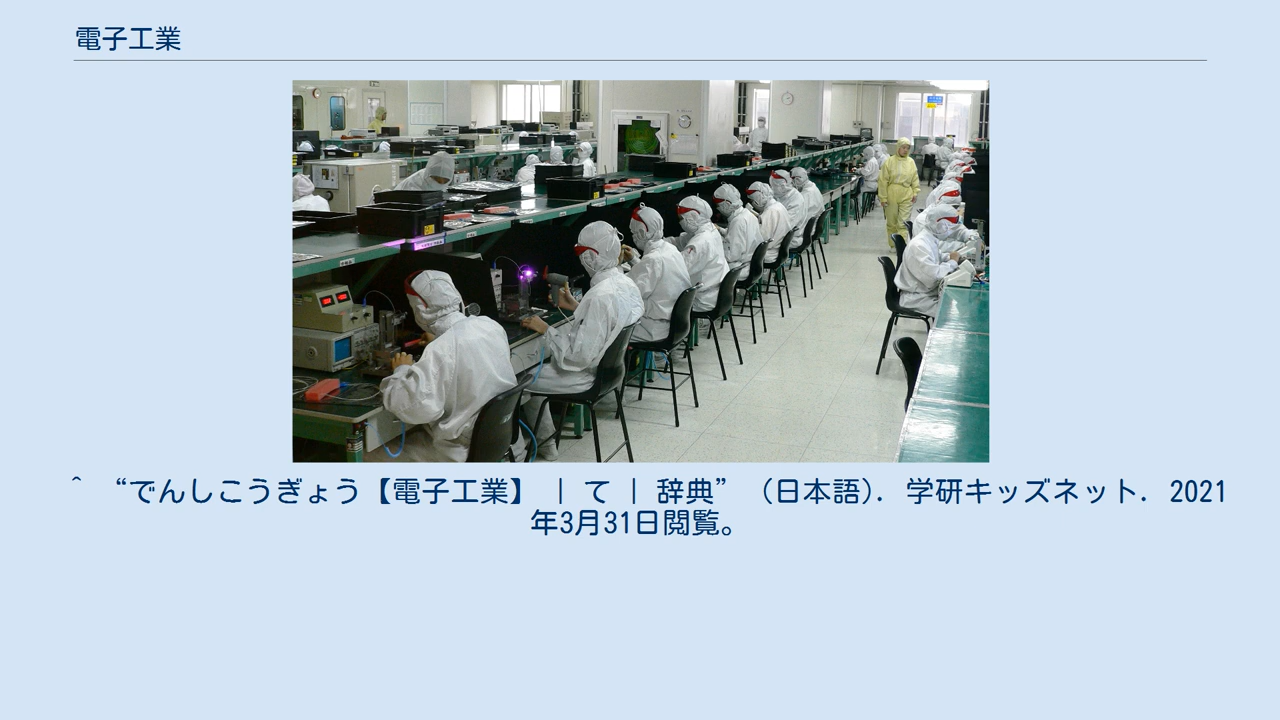 電子工業
^ “でんしこうぎょう【電子工業】 | て | 辞典” (日本語). 学研キッズネット. 2021
年3月31日閲覧。